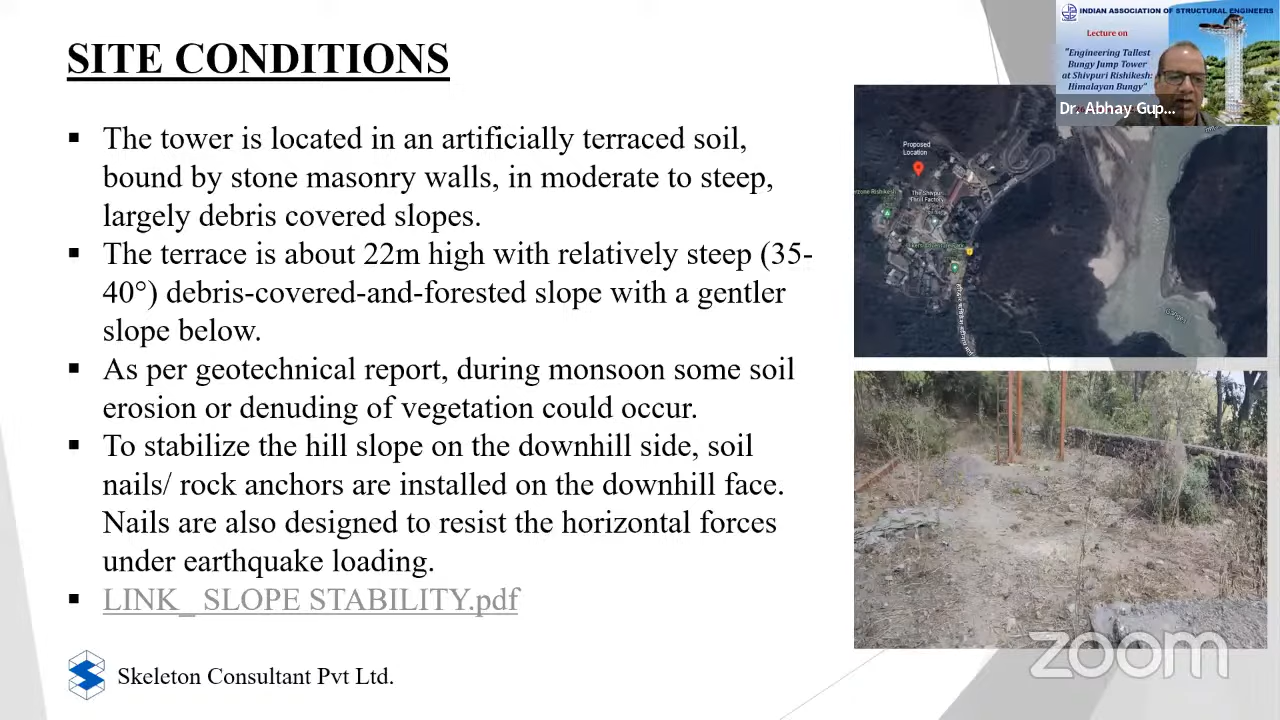 SITE CONDITIONS
▪ The tower is located in an artificially terraced soil,
bound by stone masonry walls, in moderate to steep,
largely debris covered slopes.
▪ The terrace is about 22m high with relatively steep (35-
40°) debris-covered-and-forested slope with a gentler
slope below.
▪ As per geotechnical report, during monsoon some soil
erosion or denuding of vegetation could occur.
▪ To stabilize the hill slope on the downhill side, soil
nails/ rock anchors are installed on the downhill face.
Nails are also designed to resist the horizontal forces
under earthquake loading.
▪ LINK_ SLOPE STABILITY.pdf
Skeleton Consultant Pvt Ltd.
INDIAN ASSOCIATION OF STRUCTURAL ENGINEERS
Lecture on
"Engineering Tallest
Bungy Jump Tower
at Shivpuri Rishikesh:
Himalayan Bungy"
Dr. Abhay Gup...
Proposed
Location
The Shivpuri
Thrill Factory
zoom